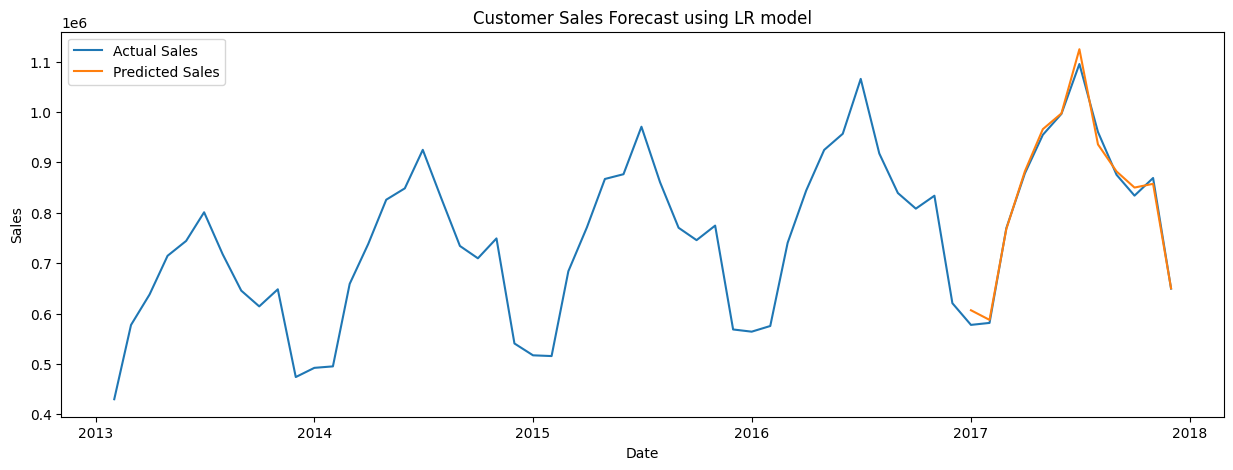 Customer Sales Forecast using LR model
1e6
Actual Sales
Predicted Sales
Sales
1.1
1.0
0.9
0.8
0.7
0.6
0.5
0.4
2013 2014 2015 2016 2017 2018
Date